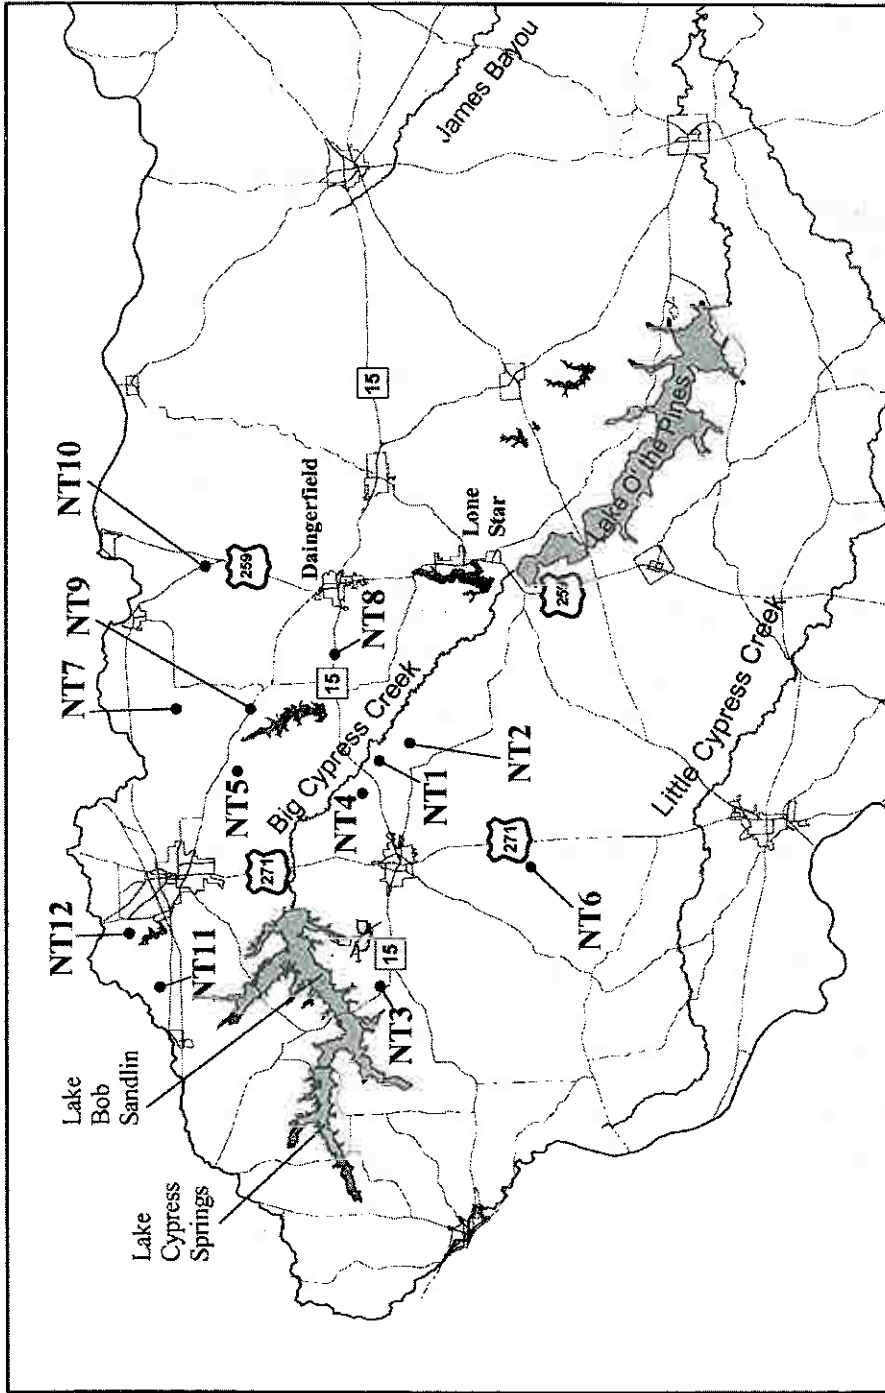 NT12
NT7
NT9
NT10
Lake
Bob
Sandlin
Lake
Cypress
Springs
NT11
NT5
259
271
Daingerfield
Big Cypress Creek
15
NT4
NT8
15
15
NT3
NT1
James Bayou
Lone
Star
NT2
271
259
NT6
Lake O' the Pines
Little Cypress Creek